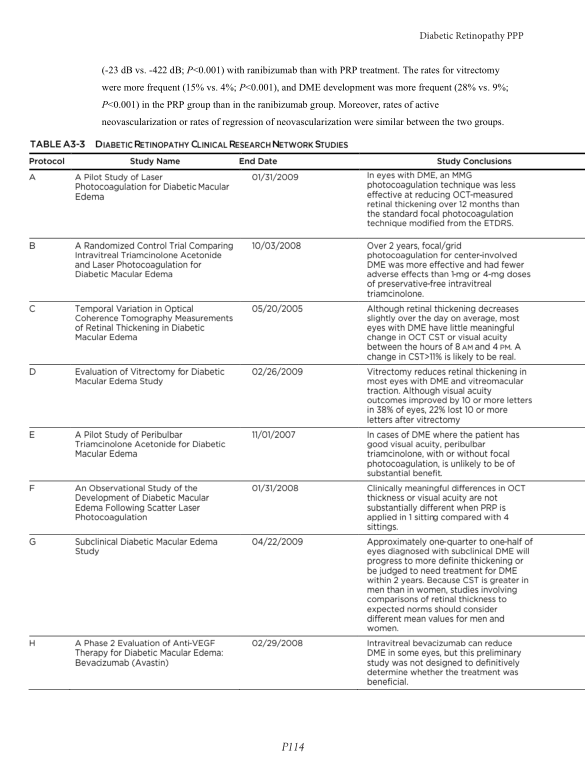 Diabetic Retinopathy PPP
(-23 dB vs. -422 dB; P<0.001) with ranibizumab than with PRP treatment. The rates for vitrectomy
were more frequent (15% vs. 4%; P<0.001), and DME development was more frequent (28% vs. 9%;
P<0.001) in the PRP group than in the ranibizumab group. Moreover, rates of active
neovascularization or rates of regression of neovascularization were similar between the two groups.
TABLE A3-3 DIABETIC RETINOPATHY CLINICAL RESEARCH NETWORK STUDIES
Protocol Study Name End Date Study Conclusions
A A Pilot Study of Laser 01/31/2009 In eyes with DME, an MMG
Photocoagulation for Diabetic Macular photocoagulation technique was less
Edema effective at reducing OCT-measured
retinal thickening over 12 months than
the standard focal photocoagulation
technique modified from the ETDRS.
B A Randomized Control Trial Comparing 10/03/2008 Over 2 years, focal/grid
Intravitreal Triamcinolone Acetonide photocoagulation for center-involved
and Laser Photocoagulation for DME was more effective and had fewer
Diabetic Macular Edema adverse effects than 1-mg or 4-mg doses
of preservative-free intravitreal
triamcinolone.
C Temporal Variation in Optical 05/20/2005 Although retinal thickening decreases
Coherence Tomography Measurements slightly over the day on average, most
of Retinal Thickening in Diabetic eyes with DME have little meaningful
Macular Edema change in OCT CST or visual acuity
between the hours of 8 AM and 4 PM. A
change in CST>11% is likely to be real.
D Evaluation of Vitrectomy for Diabetic 02/26/2009 Vitrectomy reduces retinal thickening in
Macular Edema Study most eyes with DME and vitreomacular
traction. Although visual acuity
outcomes improved by 10 or more letters
in 38% of eyes, 22% lost 10 or more
letters after vitrectomy
E A Pilot Study of Peribulbar 11/01/2007 In cases of DME where the patient has
Triamcinolone Acetonide for Diabetic good visual acuity, peribulbar
Macular Edema triamcinolone, with or without focal
photocoagulation, is unlikely to be of
substantial benefit.
F An Observational Study of the 01/31/2008 Clinically meaningful differences in OCT
Development of Diabetic Macular thickness or visual acuity are not
Edema Following Scatter Laser substantially different when PRP is
Photocoagulation applied in 1 sitting compared with 4
sittings.
G Subclinical Diabetic Macular Edema 04/22/2009 Approximately one-quarter to one-half of
Study eyes diagnosed with subclinical DME will
progress to more definite thickening or
be judged to need treatment for DME
within 2 years. Because CST is greater in
men than in women, studies involving
comparisons of retinal thickness to
expected norms should consider
different mean values for men and
women.
H A Phase 2 Evaluation of Anti-VEGF 02/29/2008 Intravitreal bevacizumab can reduce
Therapy for Diabetic Macular Edema: DME in some eyes, but this preliminary
Bevacizumab (Avastin) study was not designed to definitively
determine whether the treatment was
beneficial.
P114